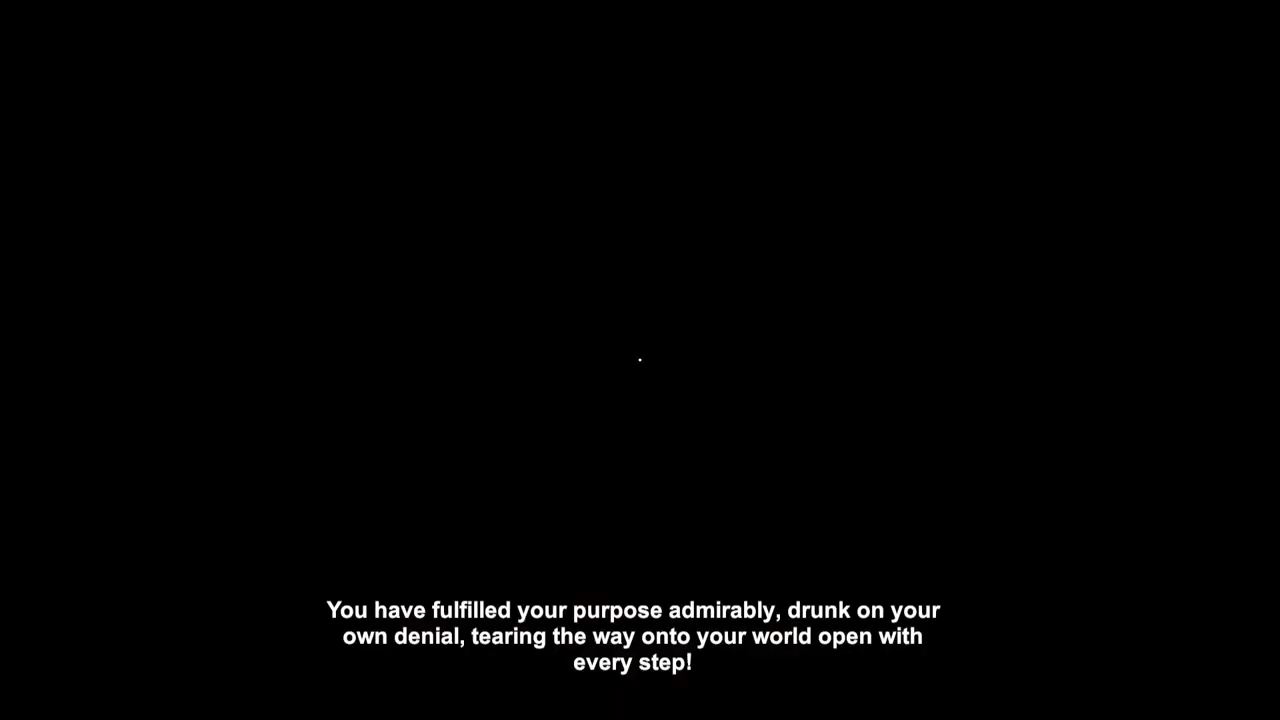 You have fulfilled your purpose admirably, drunk on your
own denial, tearing the way onto your world open with
every step!